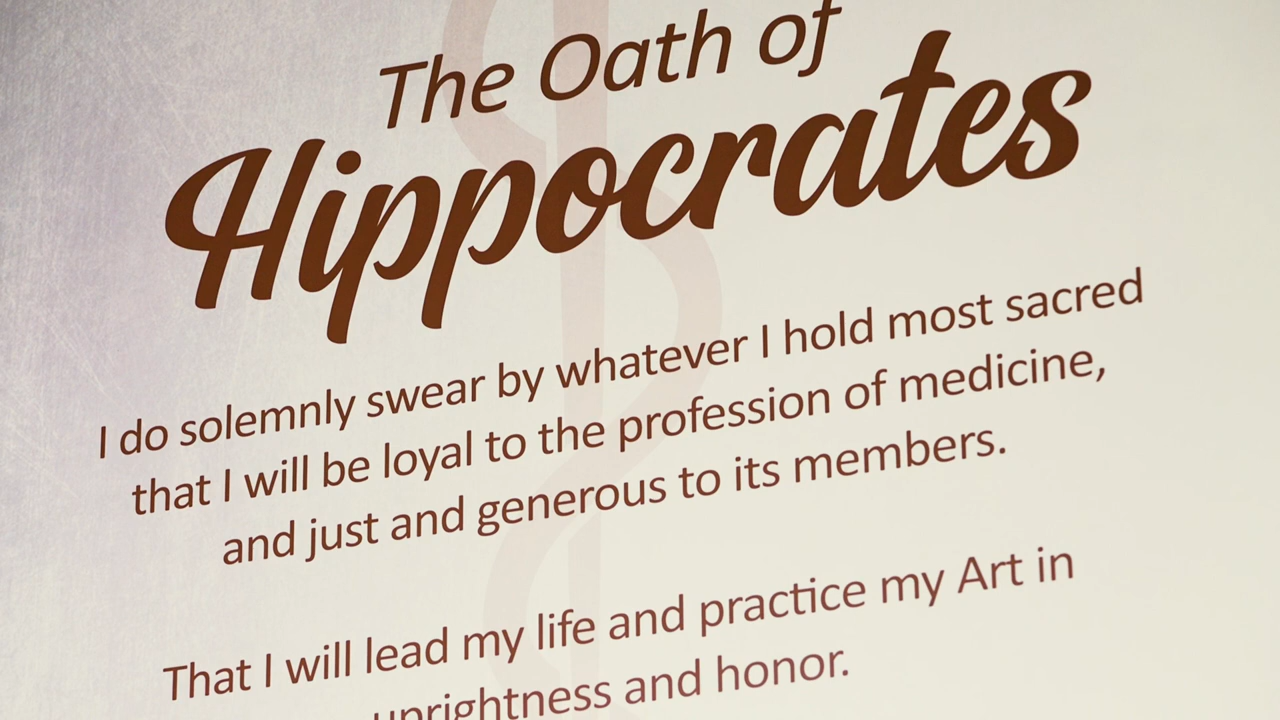 The Oath of
Hippocrates
I do solemnly swear by whatever I hold most sacred
that I will be loyal to the profession of medicine,
and just and generous to its members.
That I will lead my life and practice my Art in
uprightness and honor.